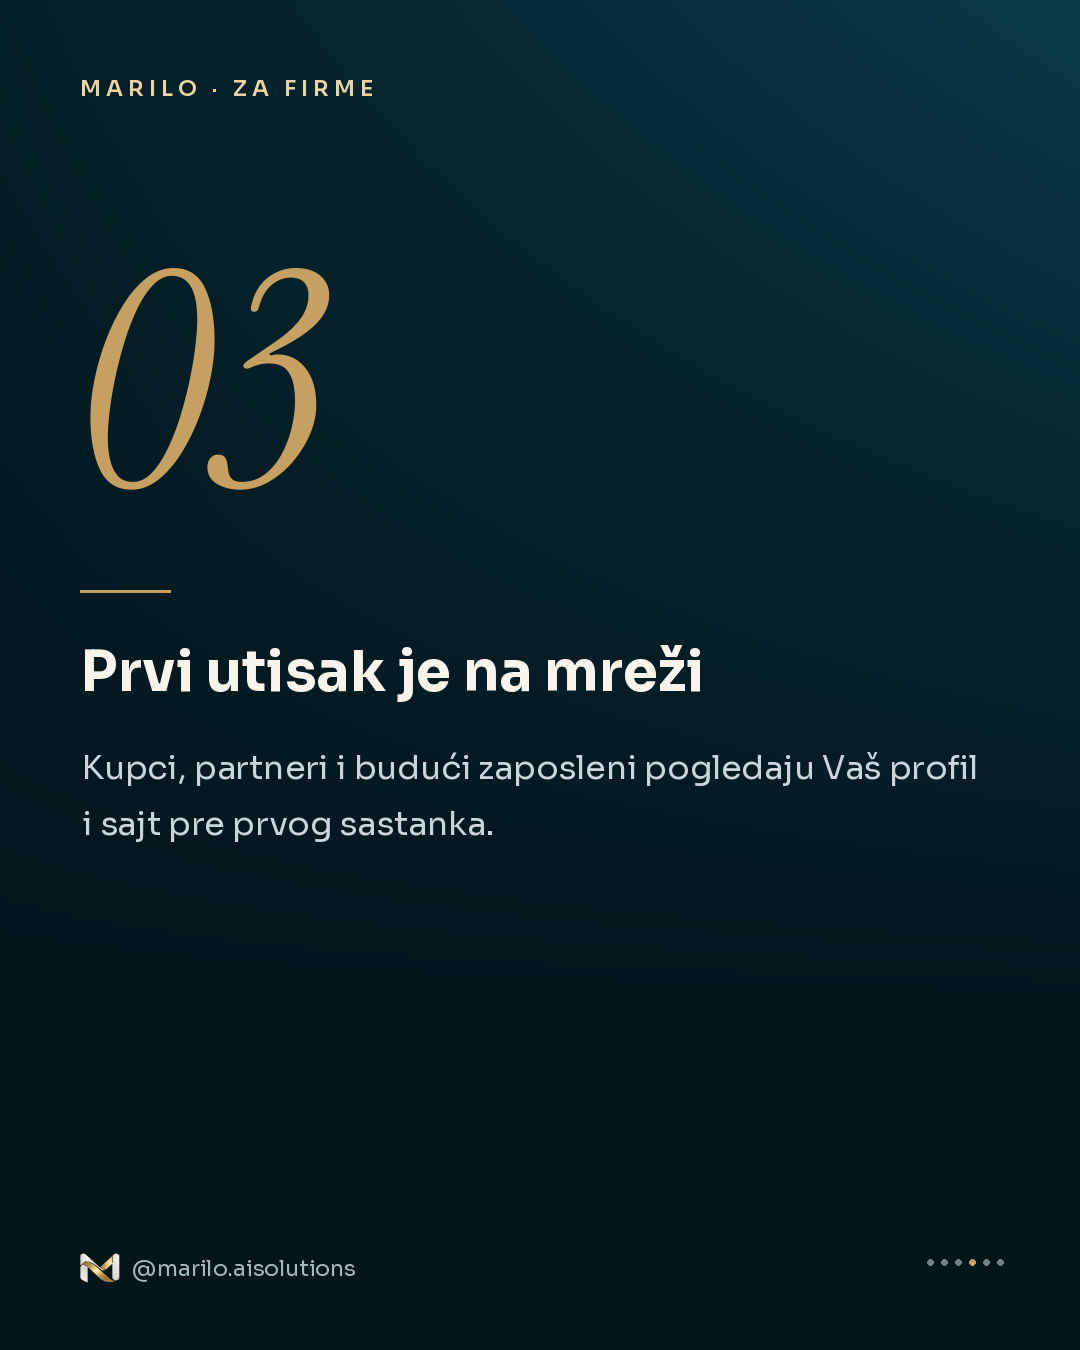 MARILO · ZA FIRME
03
Prvi utisak je na mreži
Kupci, partneri i budući zaposleni pogledaju Vaš profil
i sajt pre prvog sastanka.
@marilo.aisolutions